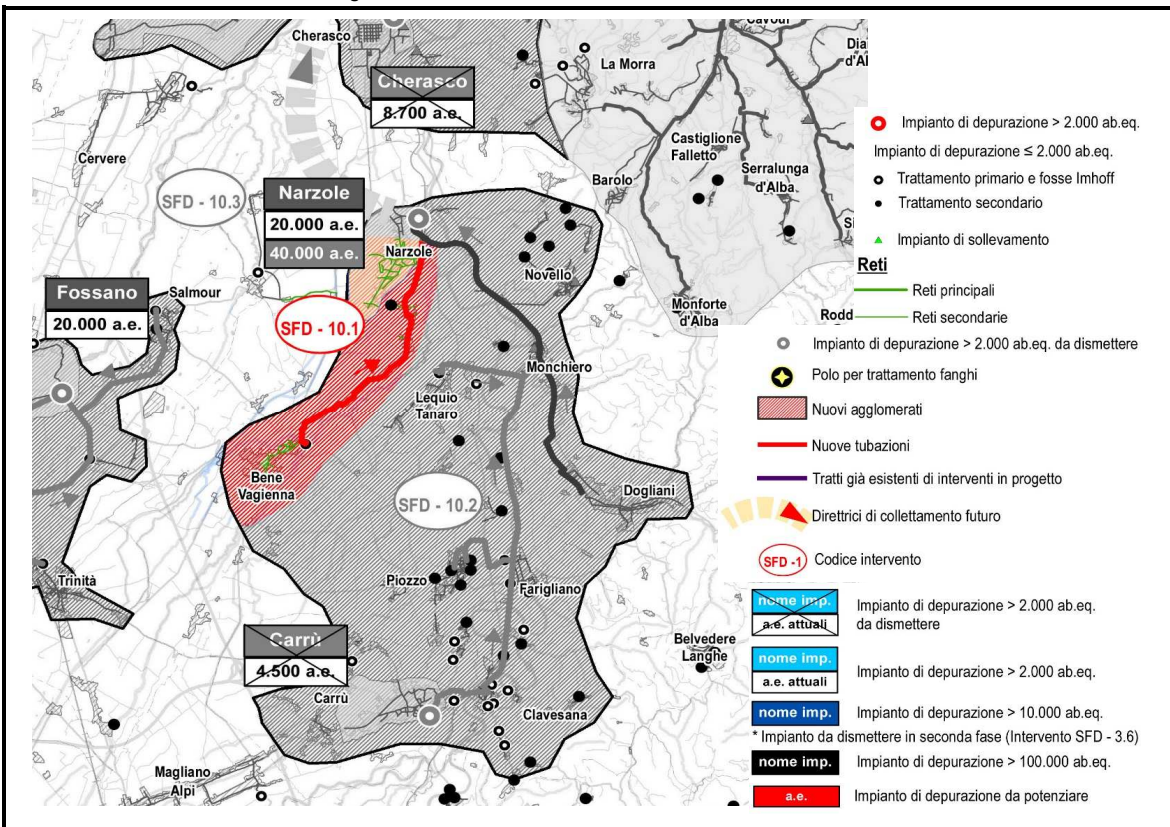 Cherasco
Cavour
Dia
d'Al
La Morra
Cherasco
8.700 a.e.
Castiglione
Falletto
Serralunga
d'Alba
Cervere
Barolo
SFD - 10.3
Narzole
20.000 a.e.
40.000 a.e.
Narzole
Novello
Fossano
20.000 a.e.
Salmour
SFD - 10.1
Monforte
d'Alba
Rodd
Monchiero
Lequio
Tanaro
Bene
Vagienna
SFD - 10.2
Dogliani
Trinità
Piozzo
Farigliano
Carrù
4.500 a.e.
Belvedere
Langhe
Carrù
Clavesana
Magliano
Alpi
Impianto di depurazione > 2.000 ab.eq.
Impianto di depurazione ≤ 2.000 ab.eq.
Trattamento primario e fosse Imhoff
Trattamento secondario
Impianto di sollevamento
Reti
Reti principali
Reti secondarie
Impianto di depurazione > 2.000 ab.eq. da dismettere
Polo per trattamento fanghi
Nuovi agglomerati
Nuove tubazioni
Tratti già esistenti di interventi in progetto
Direttrici di collettamento futuro
SFD -1 Codice intervento
nome imp. Impianto di depurazione > 2.000 ab.eq.
a.e. attuali da dismettere
nome imp. Impianto di depurazione > 2.000 ab.eq.
a.e. attuali
nome imp. Impianto di depurazione > 10.000 ab.eq.
* Impianto da dismettere in seconda fase (Intervento SFD - 3.6)
nome imp. Impianto di depurazione > 100.000 ab.eq.
a.e. Impianto di depurazione da potenziare